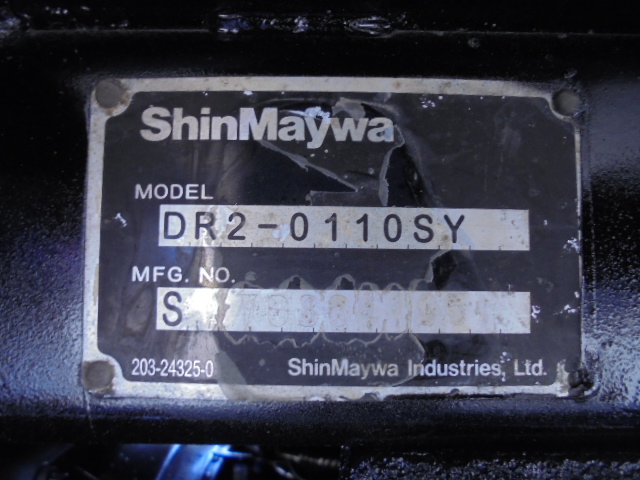 ShinMaywa
MODEL
DR2-0110SY
MFG. NO.
S
203-24325-0
ShinMaywa Industries, Ltd.